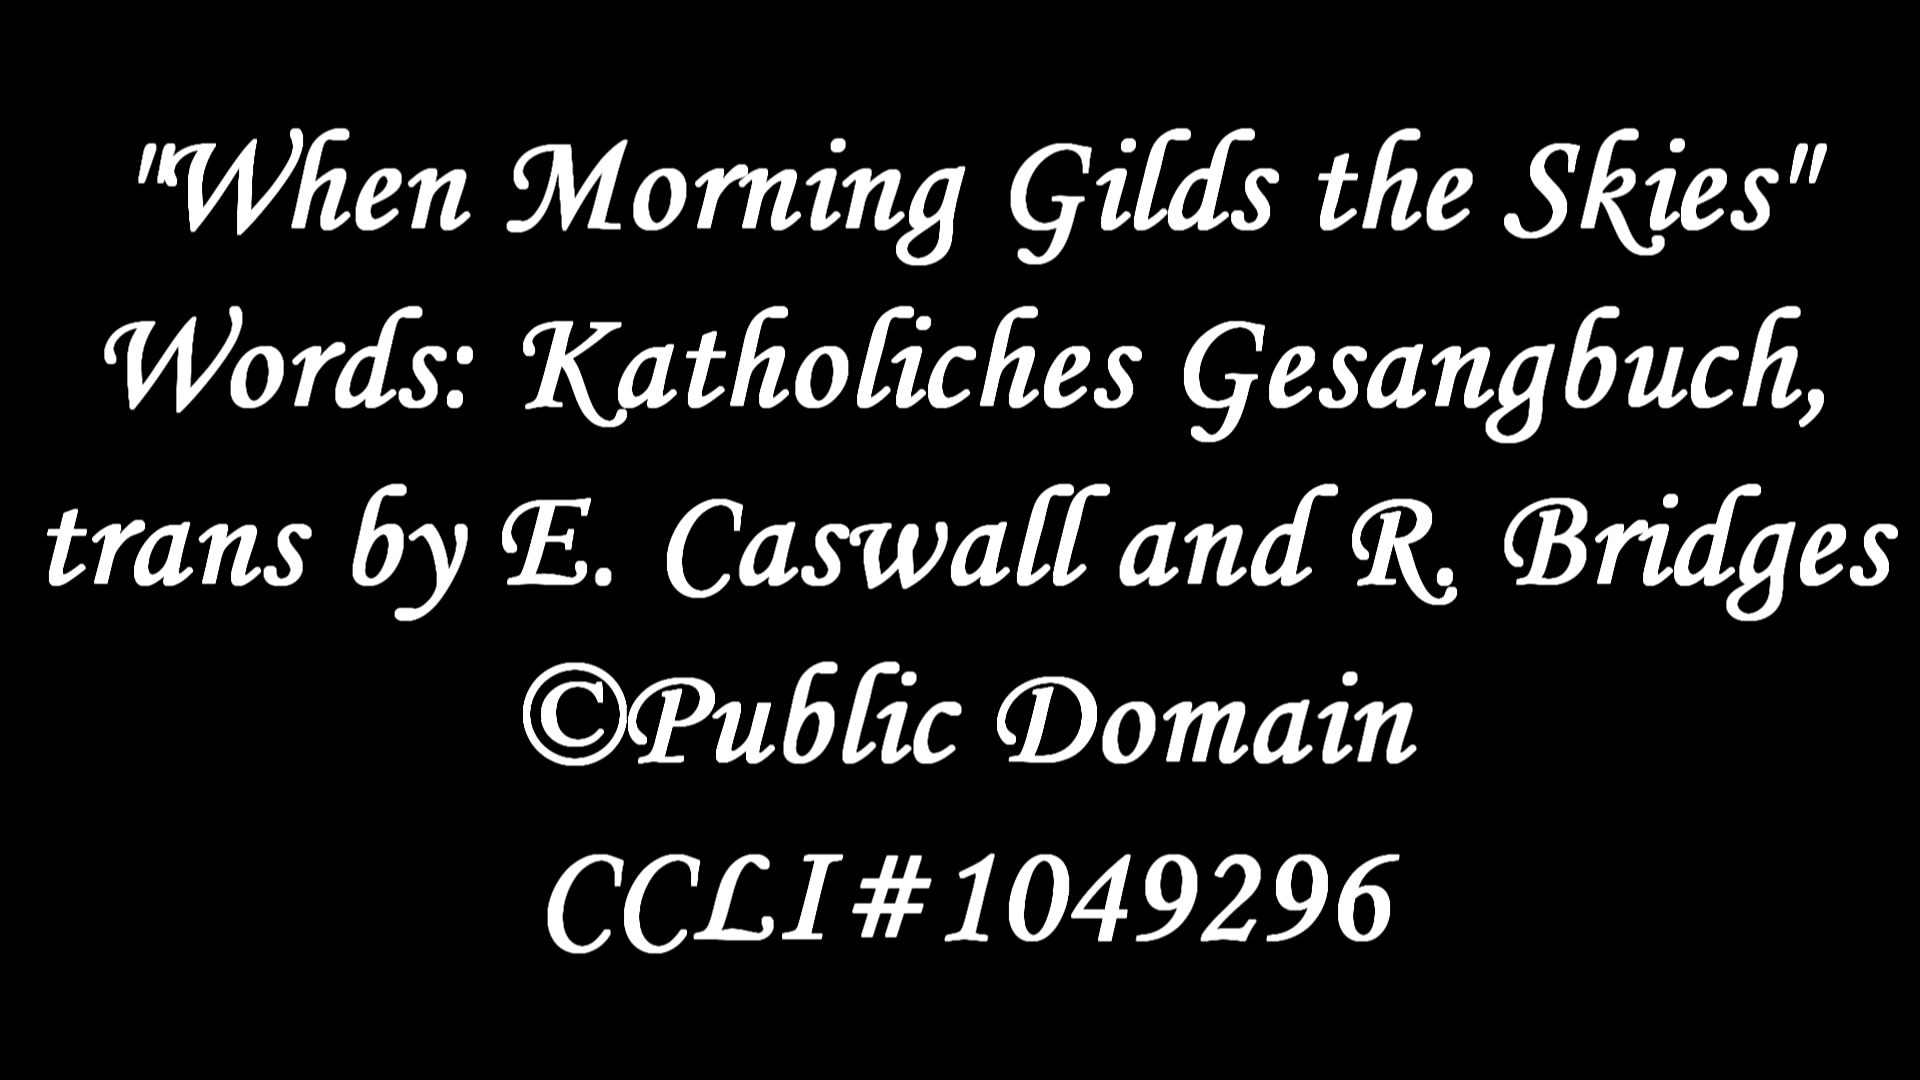 "When Morning Gilds the Skies"
Words: Katholiches Gesangbuch,
trans by E. Caswall and R. Bridges
©Public Domain
CCLI#1049296